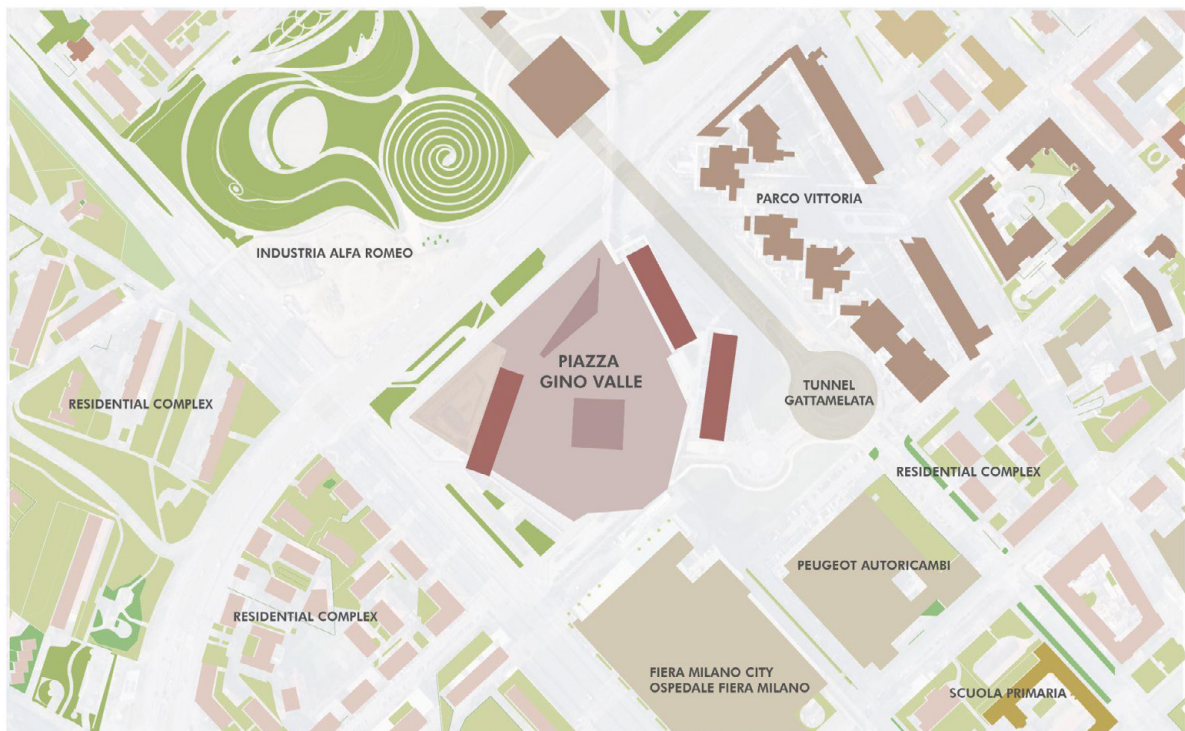 PARCO VITTORIA
INDUSTRIA ALFA ROMEO
PIAZZA
GINO VALLE
TUNNEL
GATTAMELATA
RESIDENTIAL COMPLEX
RESIDENTIAL COMPLEX
PEUGEOT AUTORICAMBI
RESIDENTIAL COMPLEX
FIERA MILANO CITY
OSPEDALE FIERA MILANO
SCUOLA PRIMARIA